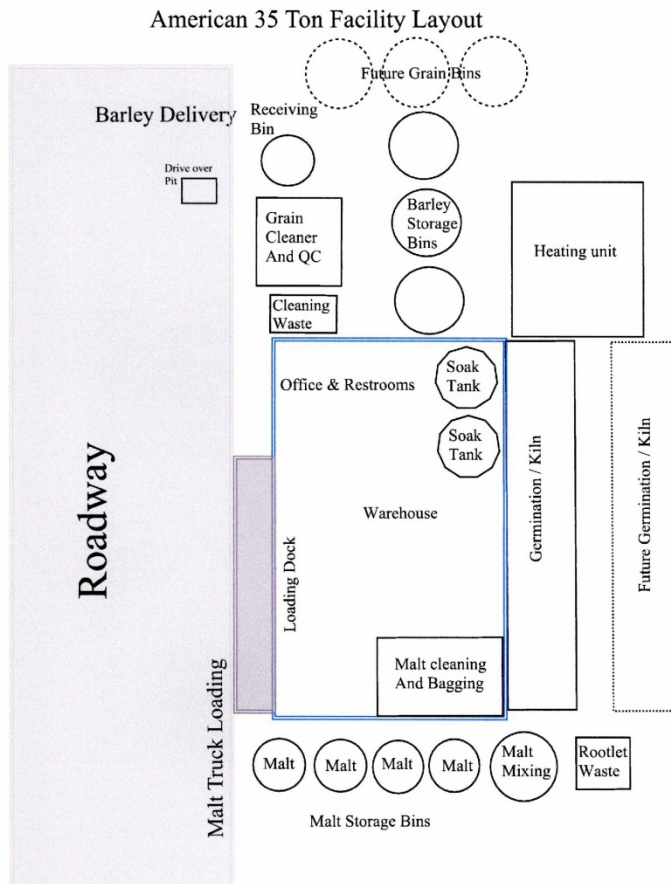 American 35 Ton Facility Layout
Future Grain Bins
Barley Delivery
Receiving
Bin
Drive over
Pit
Grain
Cleaner
And QC
Barley
Storage
Bins
Heating unit
Cleaning
Waste
Office & Restrooms
Soak
Tank
Soak
Tank
Warehouse
Roadway
Loading Dock
Germination / Kiln
Future Germination / Kiln
Malt cleaning
And Bagging
Malt Truck Loading
Malt
Malt
Malt
Malt
Malt
Mixing
Rootlet
Waste
Malt Storage Bins